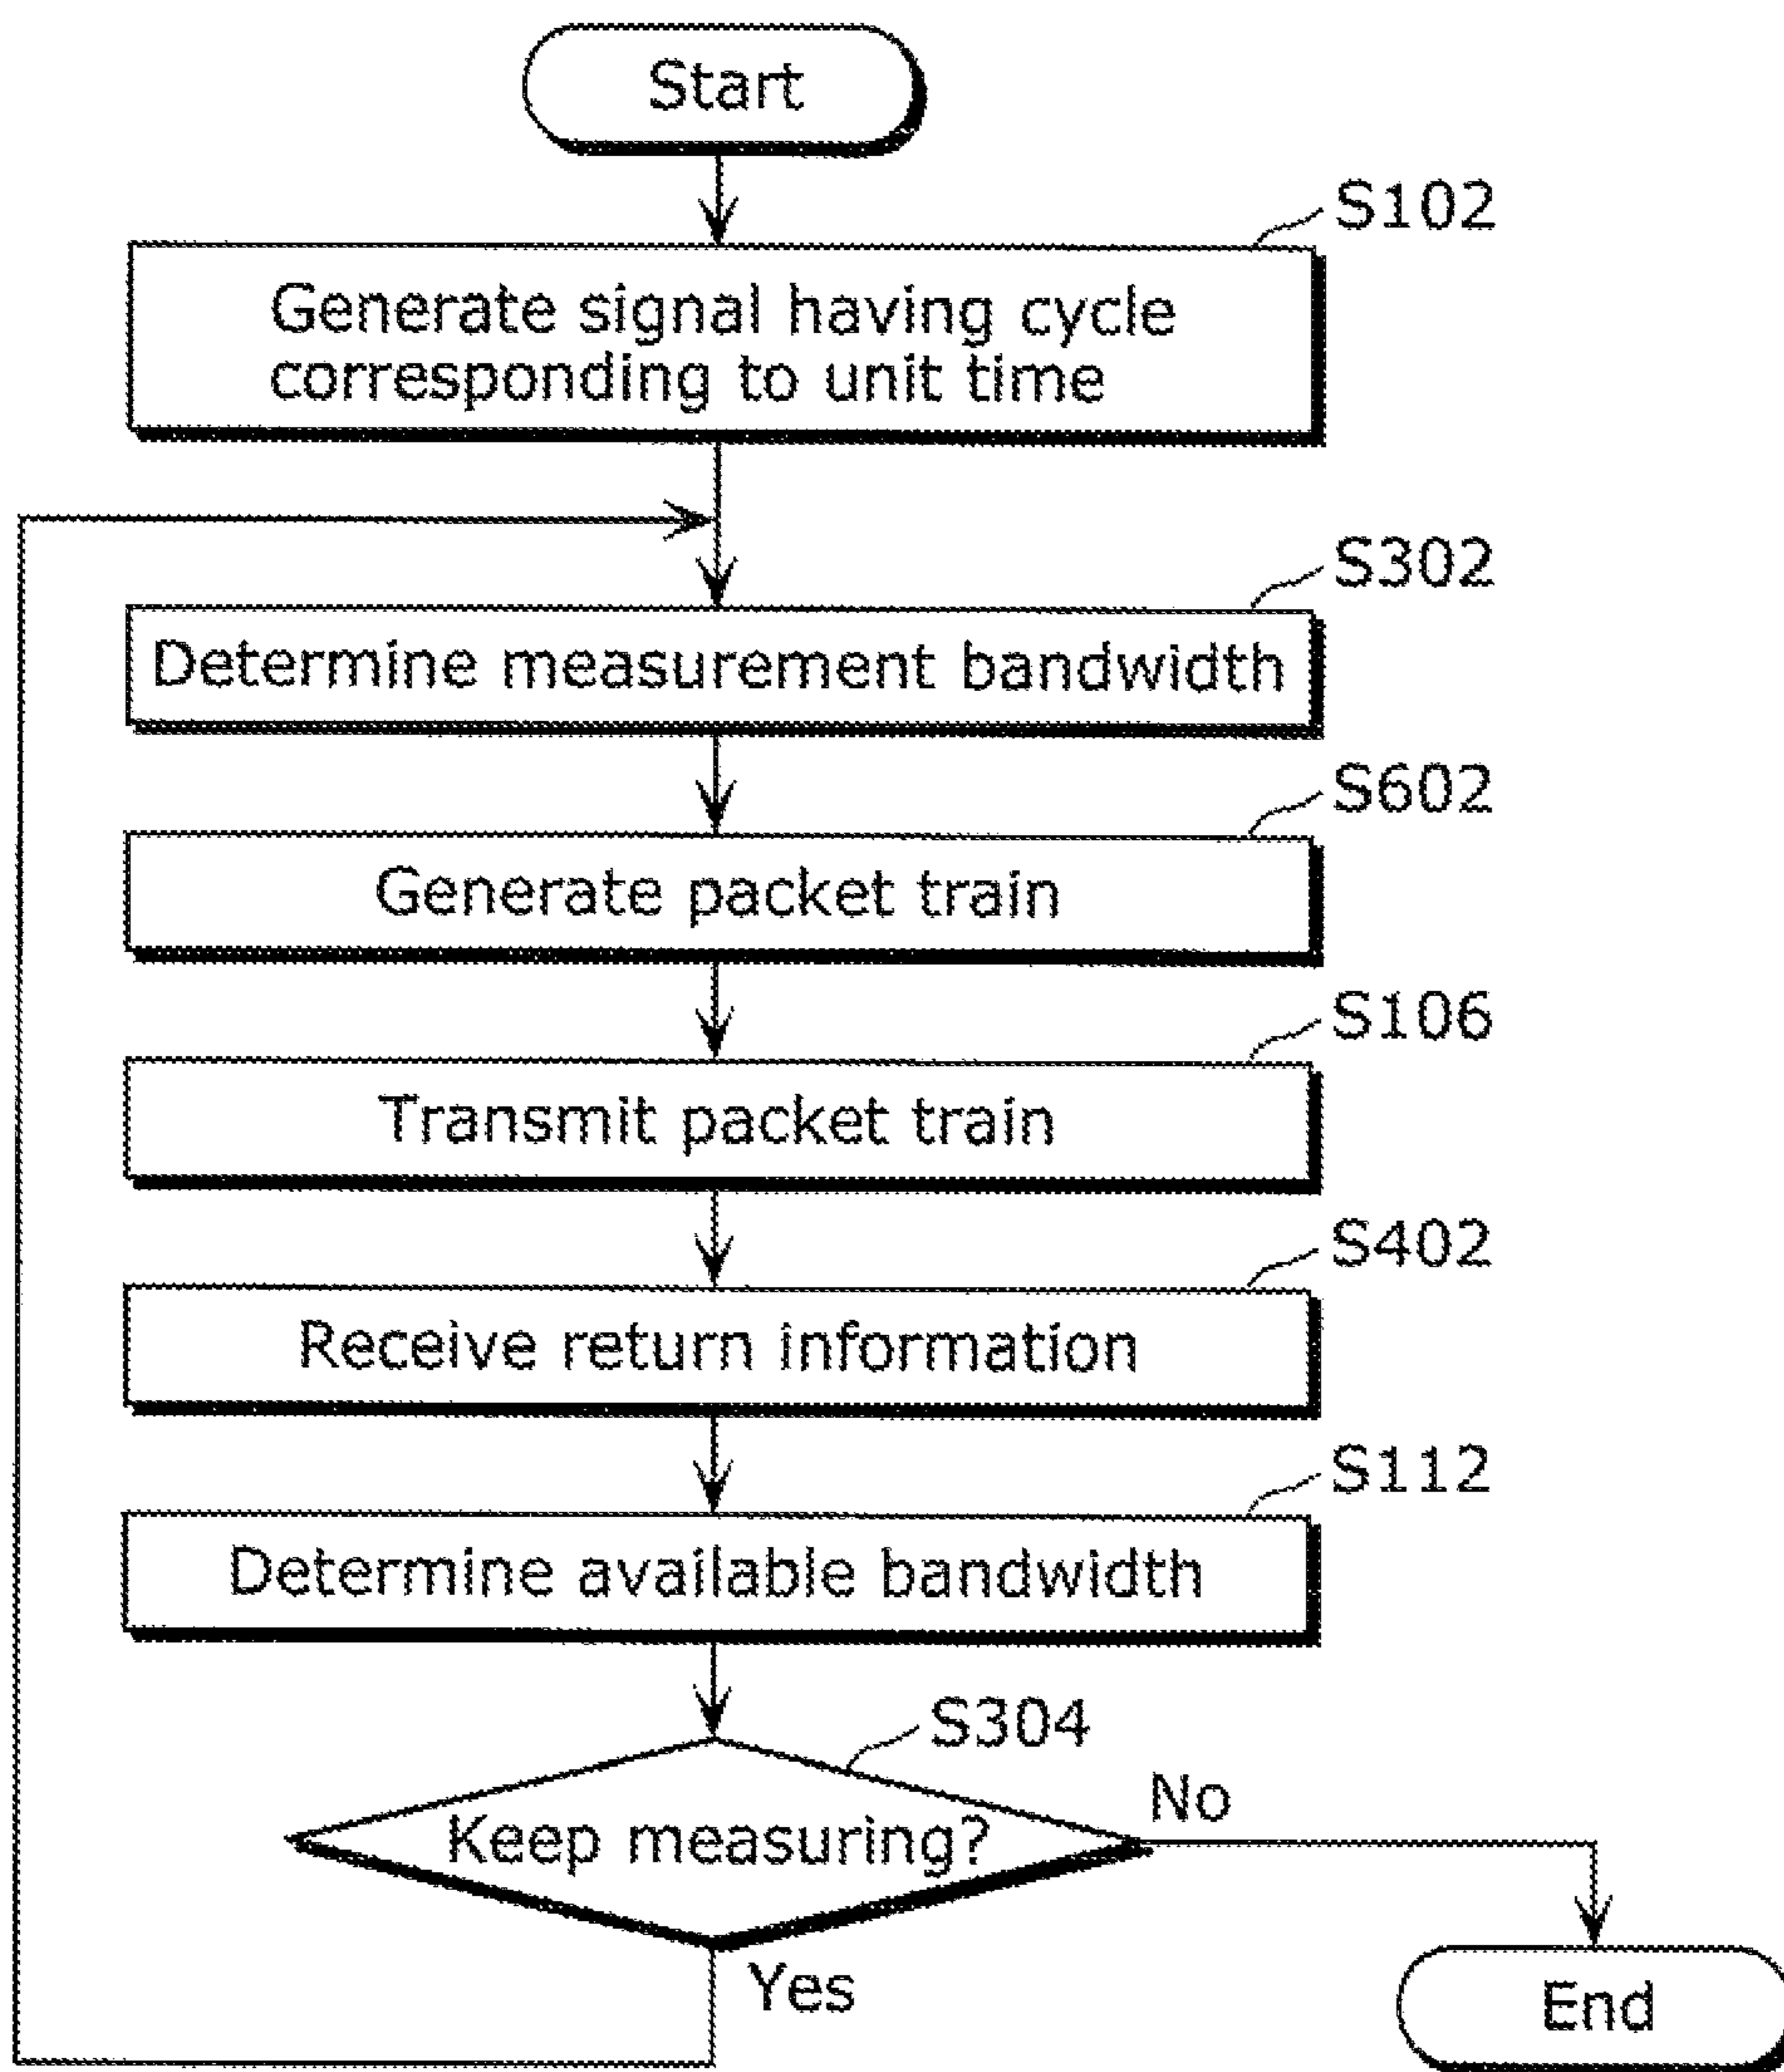 Start
S102
Generate signal having cycle
corresponding to unit time
S302
Determine measurement bandwidth
S602
Generate packet train
S106
Transmit packet train
S402
Receive return information
S112
Determine available bandwidth
S304
Keep measuring?
No
Yes
End